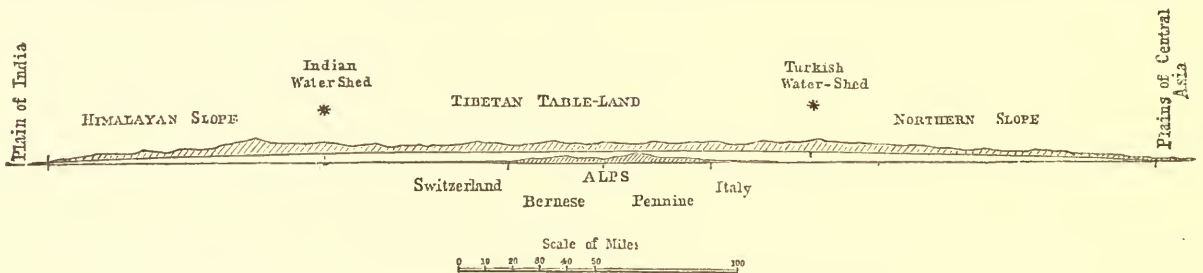 Plain of India
HIMALAYAN SLOPE
Indian
Water Shed
*
TIBETAN TABLE-LAND
Turkish
Water-Shed
*
NORTHERN SLOPE
Plains of Central
Asia
Switzerland
ALPS
Italy
Bernese
Pennine
Scale of Miles
0 10 20 30 40 50 100